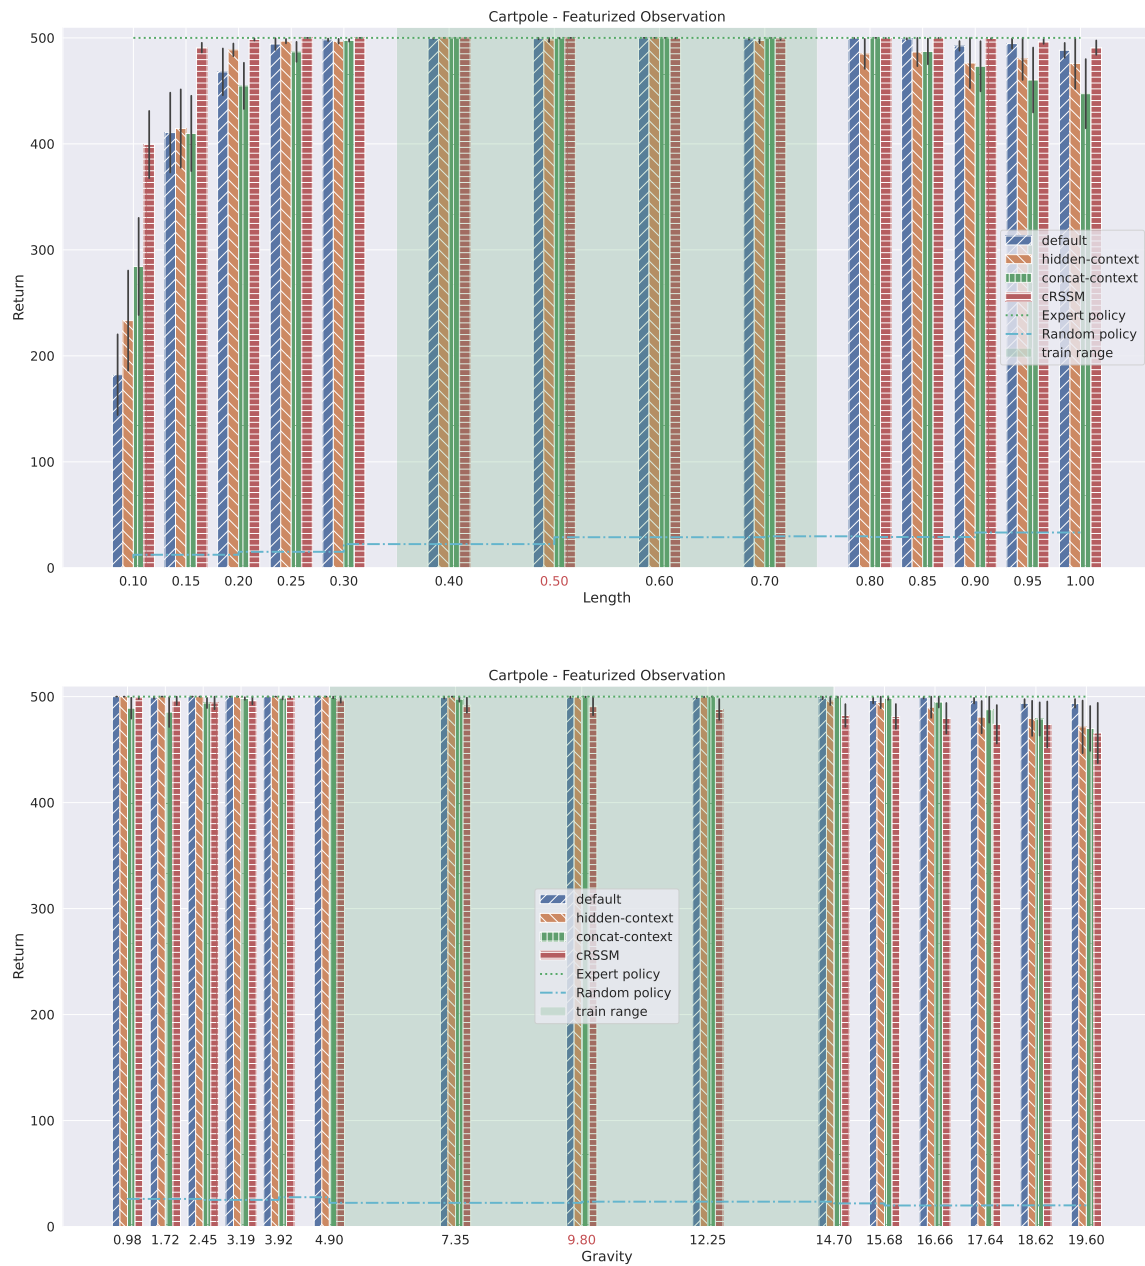 Cartpole - Featurized Observation
500
400
300
200
100
0
Return
default
hidden-context
concat-context
cRSSM
Expert policy
Random policy
train range
0.10 0.15 0.20 0.25 0.30 0.40 0.50 0.60 0.70 0.80 0.85 0.90 0.95 1.00
Length
Cartpole - Featurized Observation
500
400
300
200
100
0
Return
default
hidden-context
concat-context
cRSSM
Expert policy
Random policy
train range
0.98 1.72 2.45 3.19 3.92 4.90 7.35 9.80 12.25 14.70 15.68 16.66 17.64 18.62 19.60
Gravity